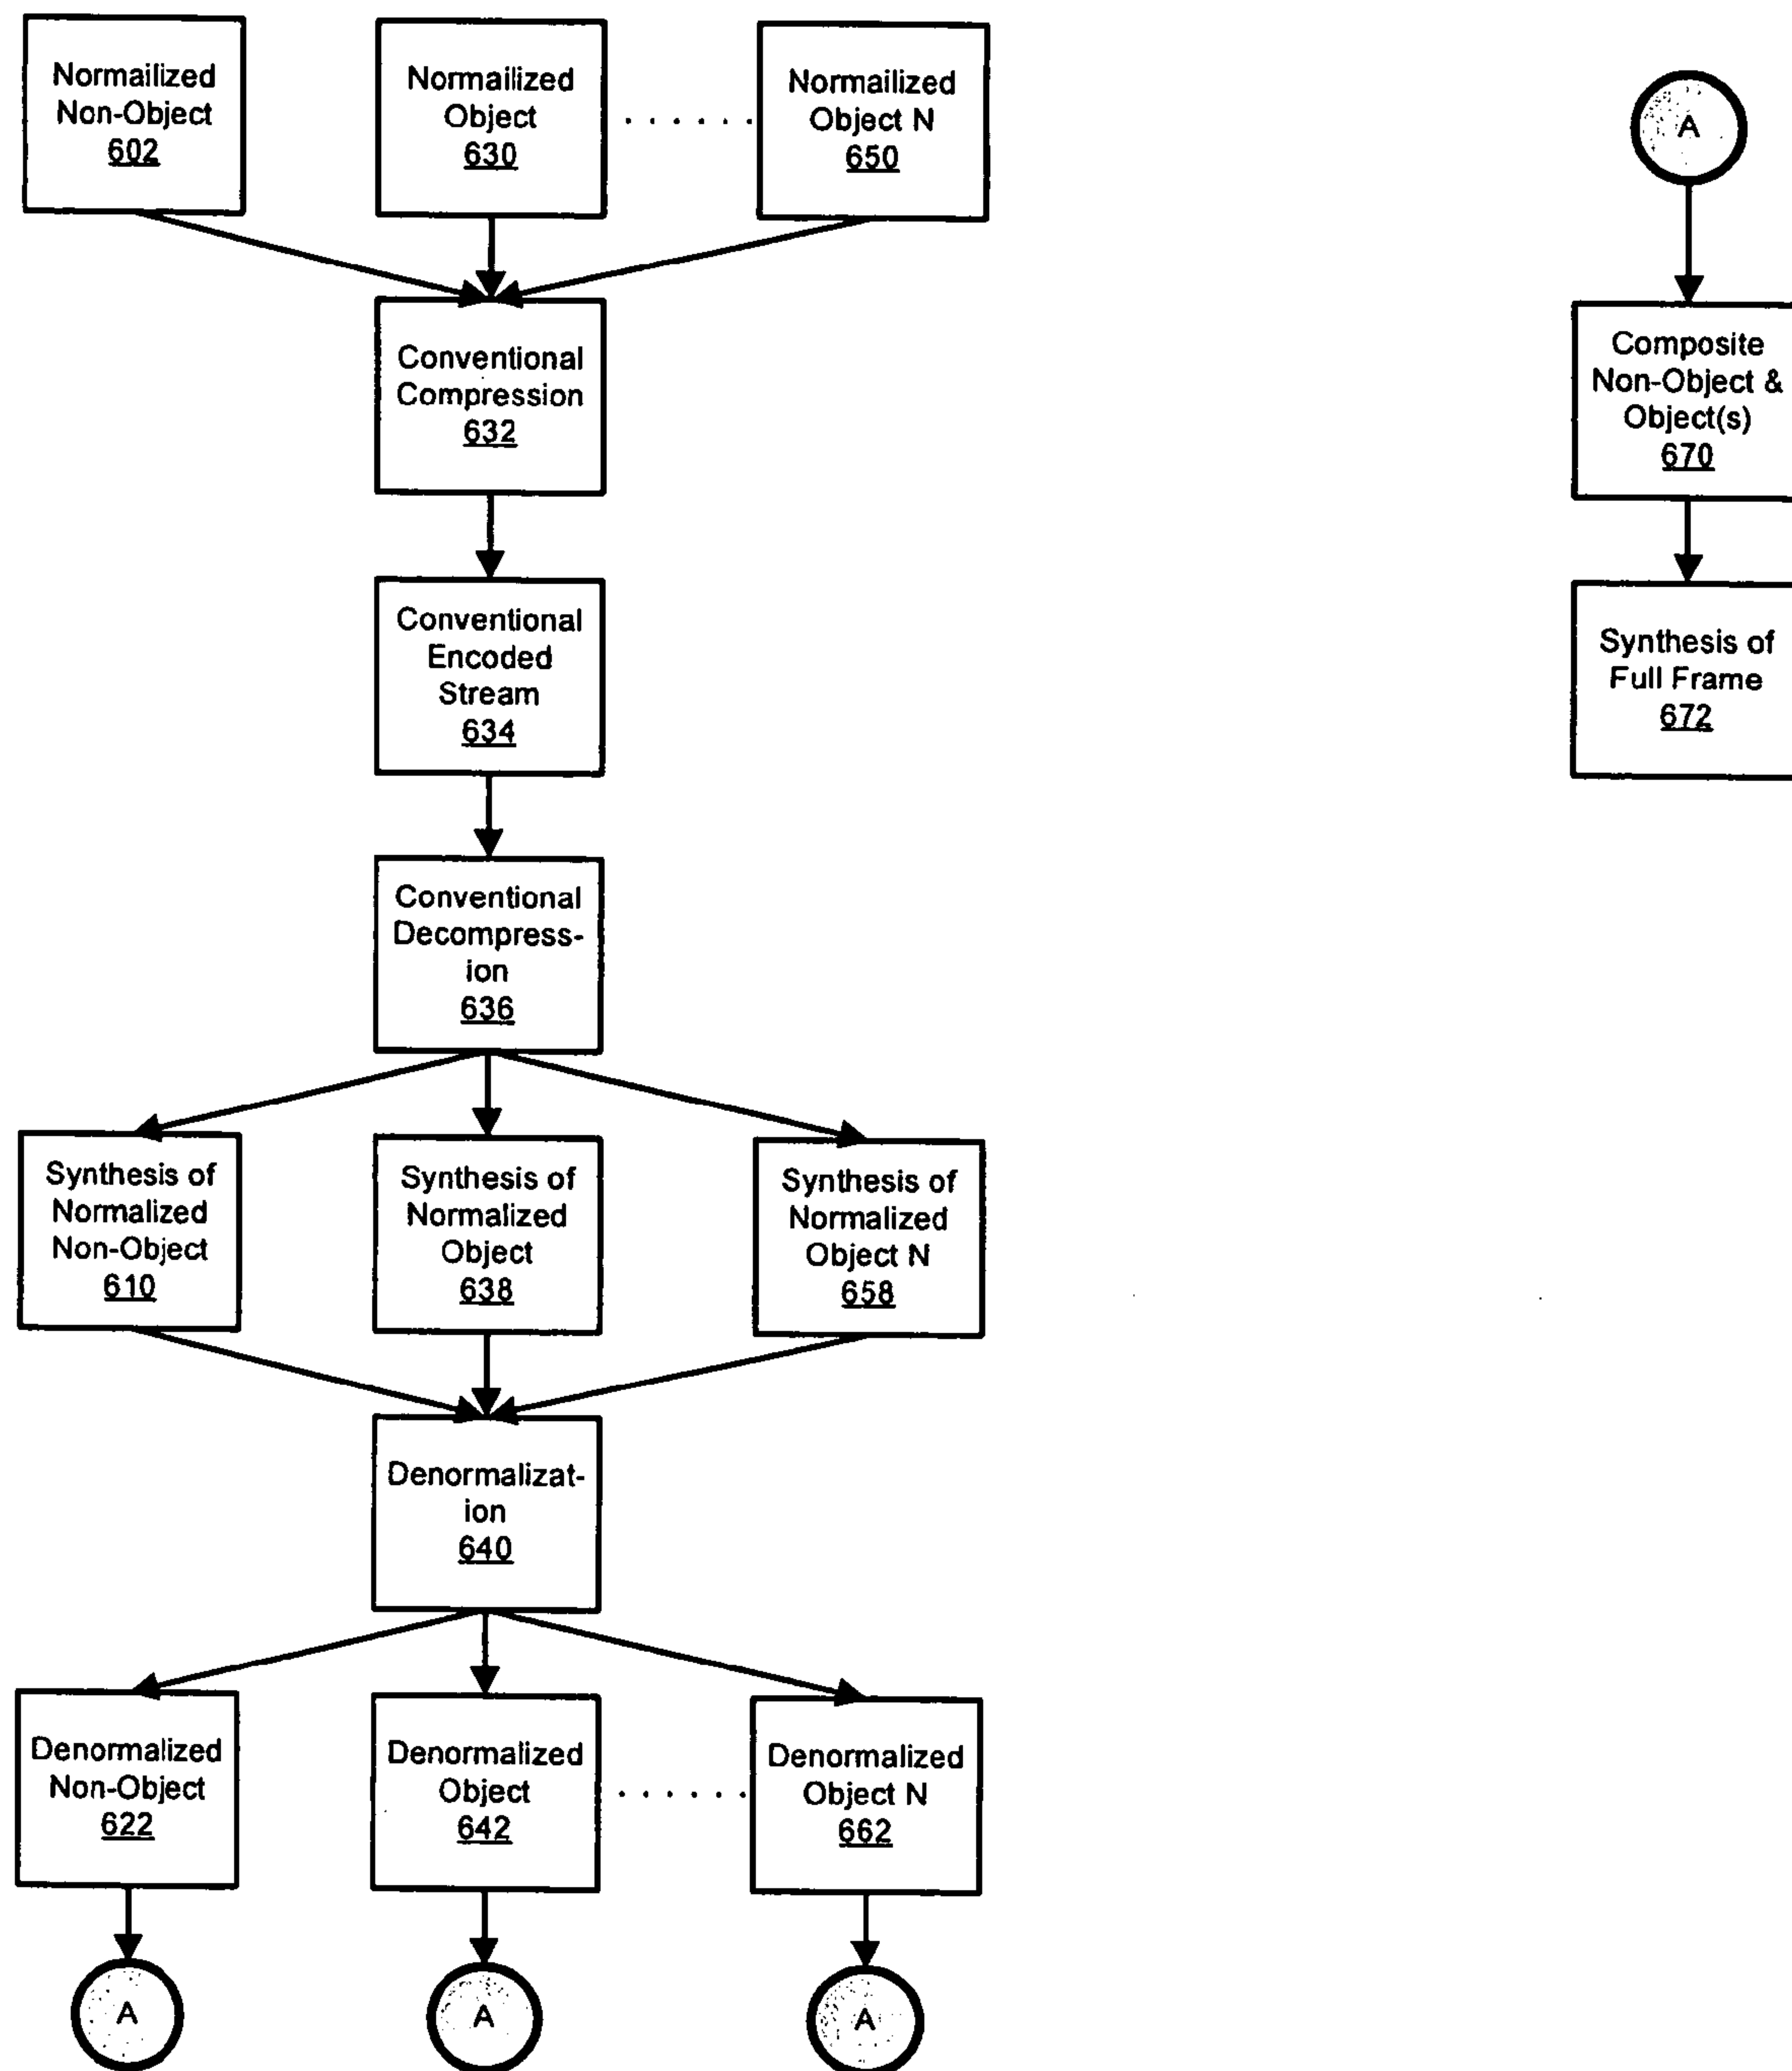 Normailized
Non-Object
602
Normailized
Object
630
. . . . . .
Normailized
Object N
650
Conventional
Compression
632
Conventional
Encoded
Stream
634
Conventional
Decompress-
ion
636
Synthesis of
Normalized
Non-Object
610
Synthesis of
Normalized
Object
638
Synthesis of
Normalized
Object N
658
Denormalizat-
ion
640
Denormalized
Non-Object
622
Denormalized
Object
642
. . . . . .
Denormalized
Object N
662
A
A
A
A
Composite
Non-Object &
Object(s)
670
Synthesis of
Full Frame
672